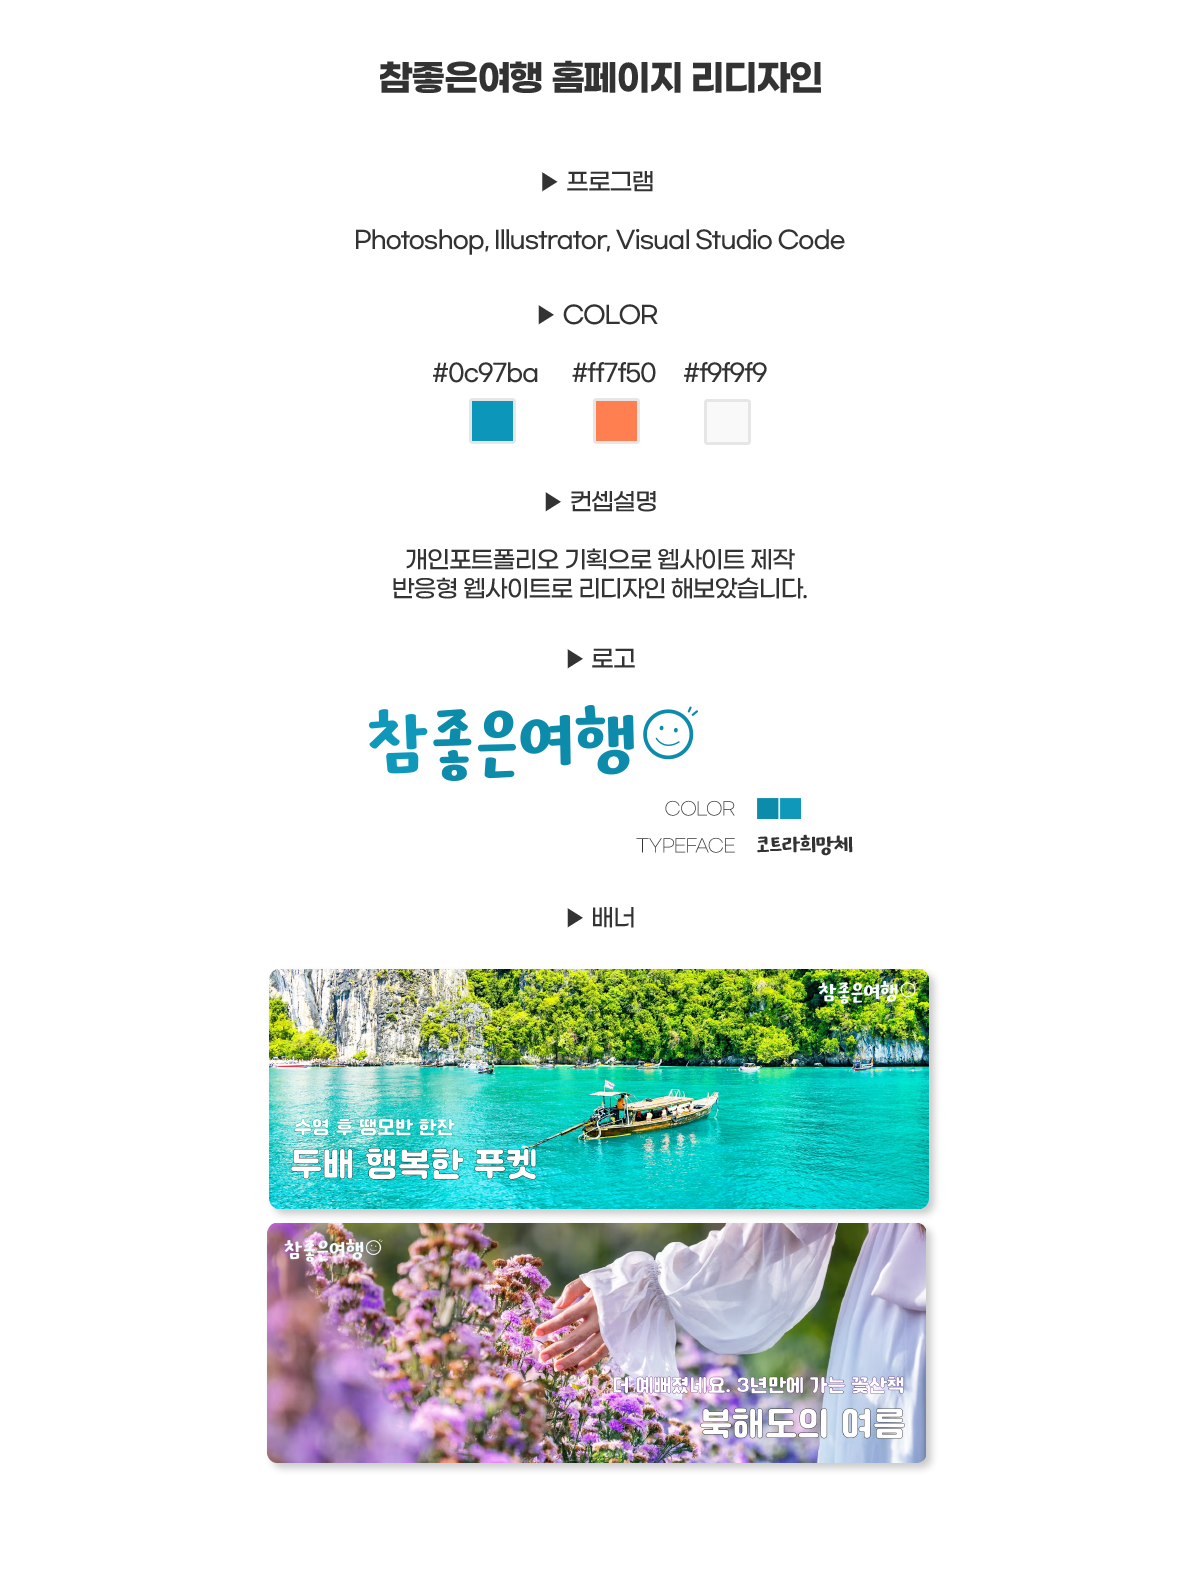 참좋은여행 홈페이지 리디자인
▶ 프로그램
Photoshop, Illustrator, Visual Studio Code
▶ COLOR
#0c97ba #ff7f50 #f9f9f9
▶ 컨셉설명
개인포트폴리오 기획으로 웹사이트 제작
반응형 웹사이트로 리디자인 해보았습니다.
▶ 로고
참좋은여행
COLOR
TYPEFACE 코트라희망체
▶ 배너
참좋은여행
수영 후 땡모반 한잔
두배 행복한 푸켓
참좋은여행
더 예뻐졌네요. 3년만에 가는 꽃산책
북해도의 여름